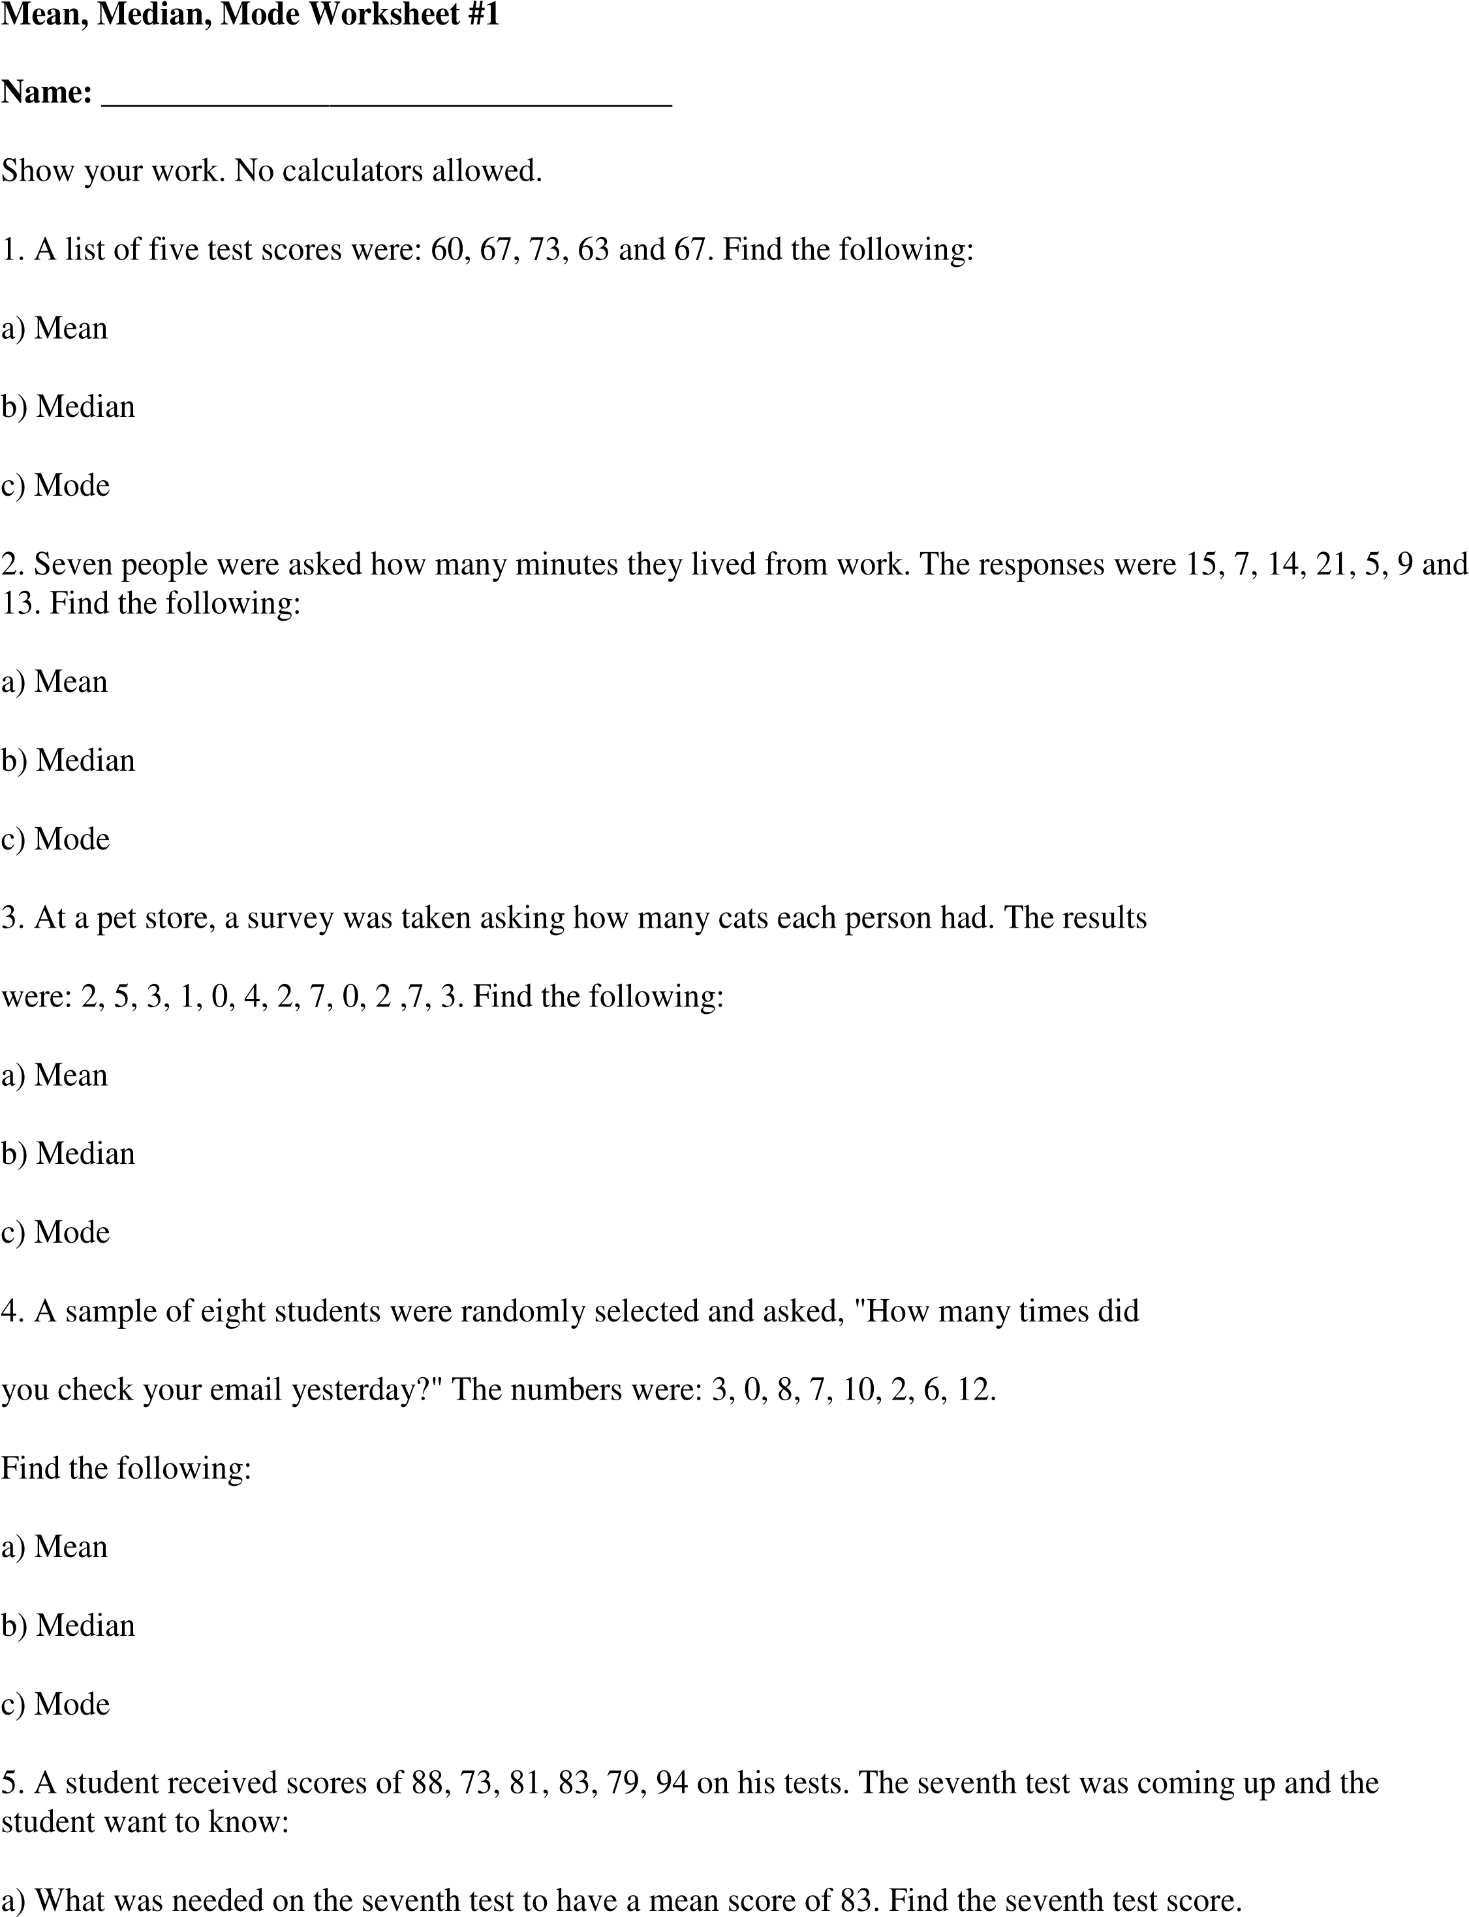 Mean, Median, Mode Worksheet #1
Name: ___________________________________
Show your work. No calculators allowed.
1. A list of five test scores were: 60, 67, 73, 63 and 67. Find the following:
a) Mean
b) Median
c) Mode
2. Seven people were asked how many minutes they lived from work. The responses were 15, 7, 14, 21, 5, 9 and
13. Find the following:
a) Mean
b) Median
c) Mode
3. At a pet store, a survey was taken asking how many cats each person had. The results
were: 2, 5, 3, 1, 0, 4, 2, 7, 0, 2 ,7, 3. Find the following:
a) Mean
b) Median
c) Mode
4. A sample of eight students were randomly selected and asked, "How many times did
you check your email yesterday?" The numbers were: 3, 0, 8, 7, 10, 2, 6, 12.
Find the following:
a) Mean
b) Median
c) Mode
5. A student received scores of 88, 73, 81, 83, 79, 94 on his tests. The seventh test was coming up and the
student want to know:
a) What was needed on the seventh test to have a mean score of 83. Find the seventh test score.